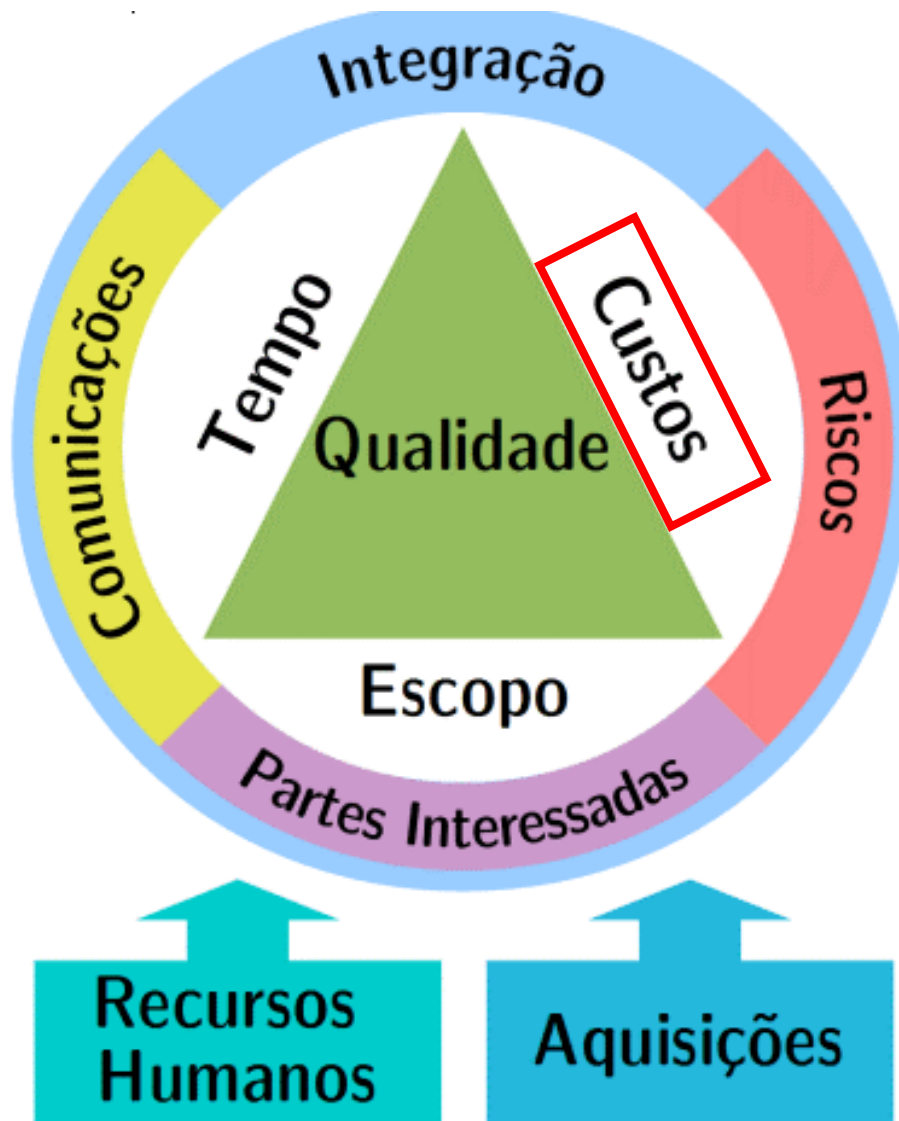 Integração
Comunicações
Tempo
Custos
Riscos
Qualidade
Escopo
Partes Interessadas
Recursos
Humanos
Aquisições